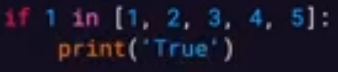 if 1 in [1, 2, 3, 4, 5]:
    print('True')